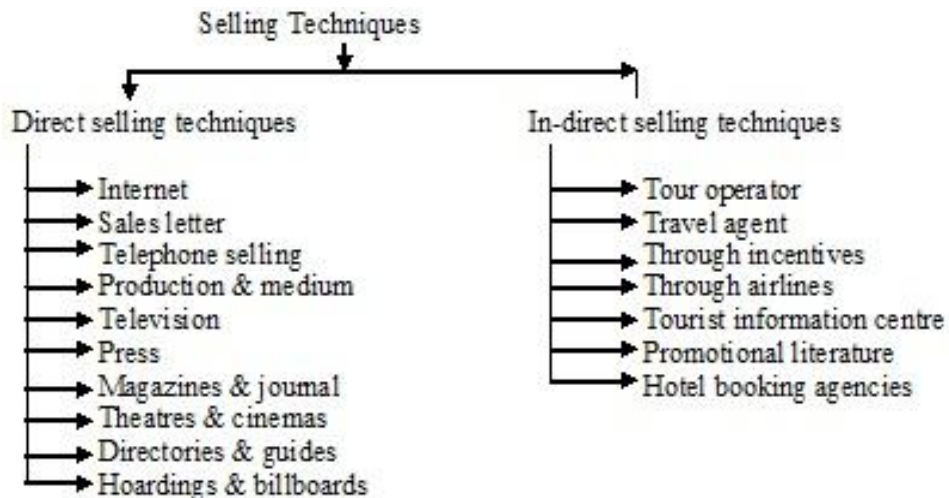 Selling Techniques
Direct selling techniques
Internet
Sales letter
Telephone selling
Production & medium
Television
Press
Magazines & journal
Theatres & cinemas
Directories & guides
Hoardings & billboards
In-direct selling techniques
Tour operator
Travel agent
Through incentives
Through airlines
Tourist information centre
Promotional literature
Hotel booking agencies